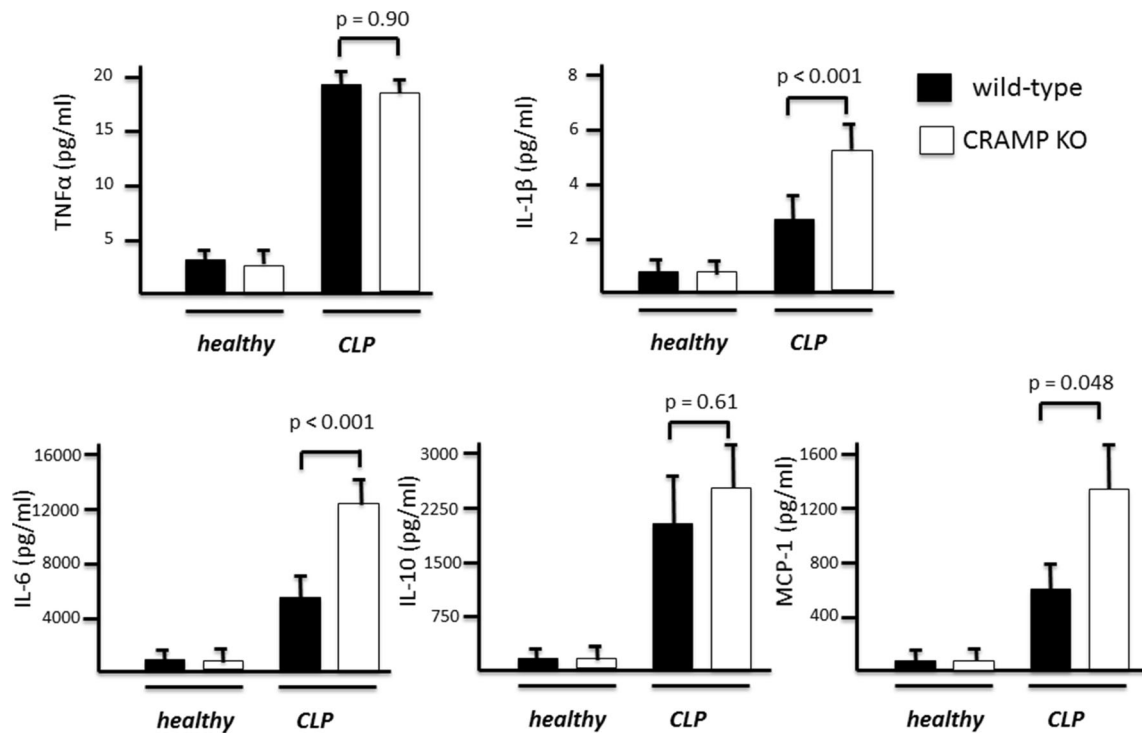 p = 0.90
TNFα (pg/ml)
20
15
10
5
healthy CLP
p < 0.001
IL-1β (pg/ml)
8
6
4
2
healthy CLP
wild-type
CRAMP KO
p < 0.001
IL-6 (pg/ml)
16000
12000
8000
4000
healthy CLP
p = 0.61
IL-10 (pg/ml)
3000
2250
1500
750
healthy CLP
p = 0.048
MCP-1 (pg/ml)
1600
1200
800
400
healthy CLP